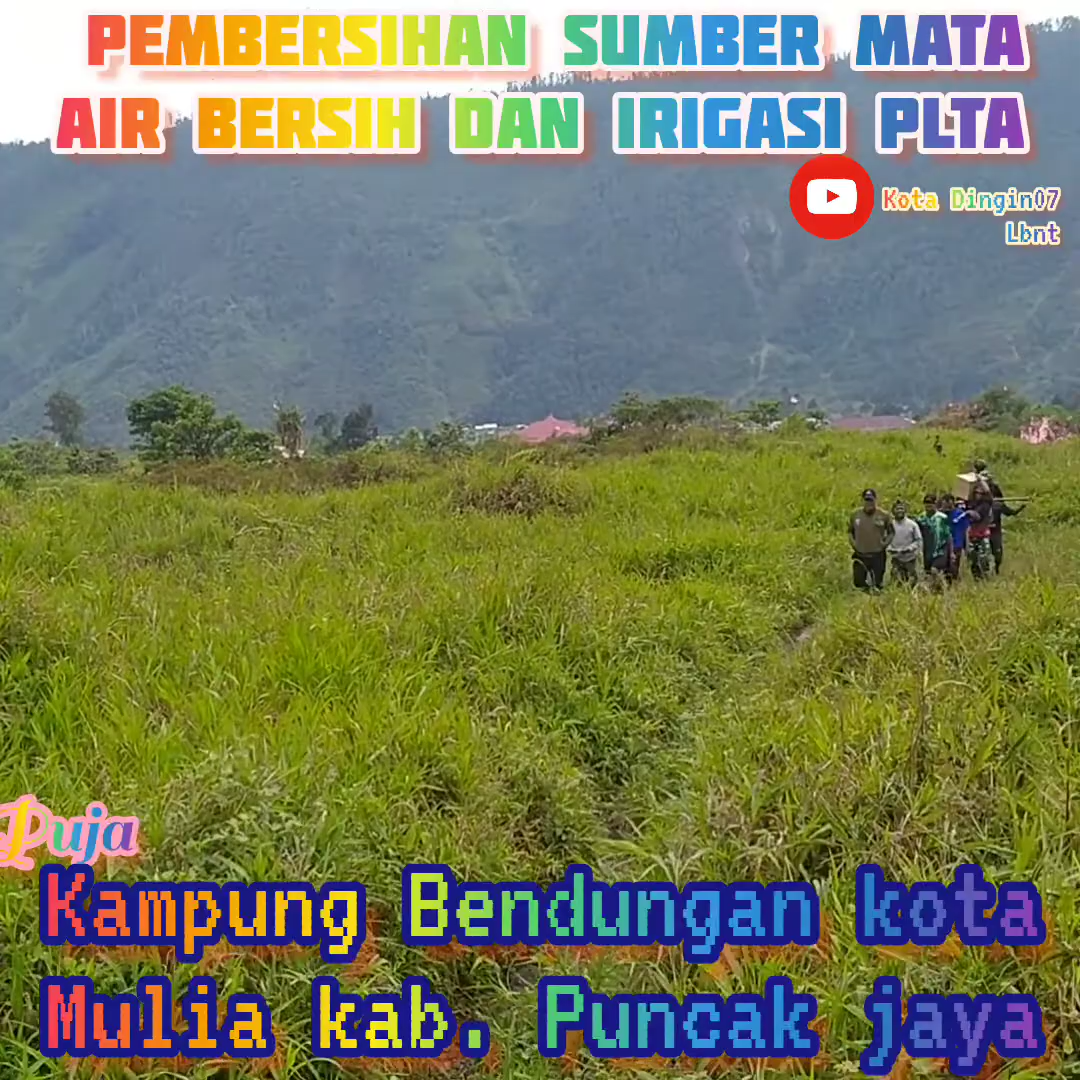 PEMBERSIHAN SUMBER MATA
AIR BERSIH DAN IRIGASI PLTA
Kota Dingin07
Lbnt
Puja
Kampung Bendungan kota
Mulia kab. Puncak jaya